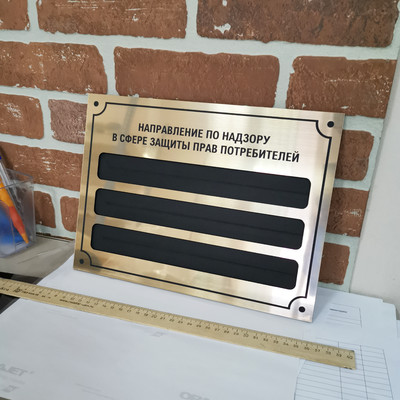 НАПРАВЛЕНИЕ ПО НАДЗОРУ
В СФЕРЕ ЗАЩИТЫ ПРАВ ПОТРЕБИТЕЛЕЙ